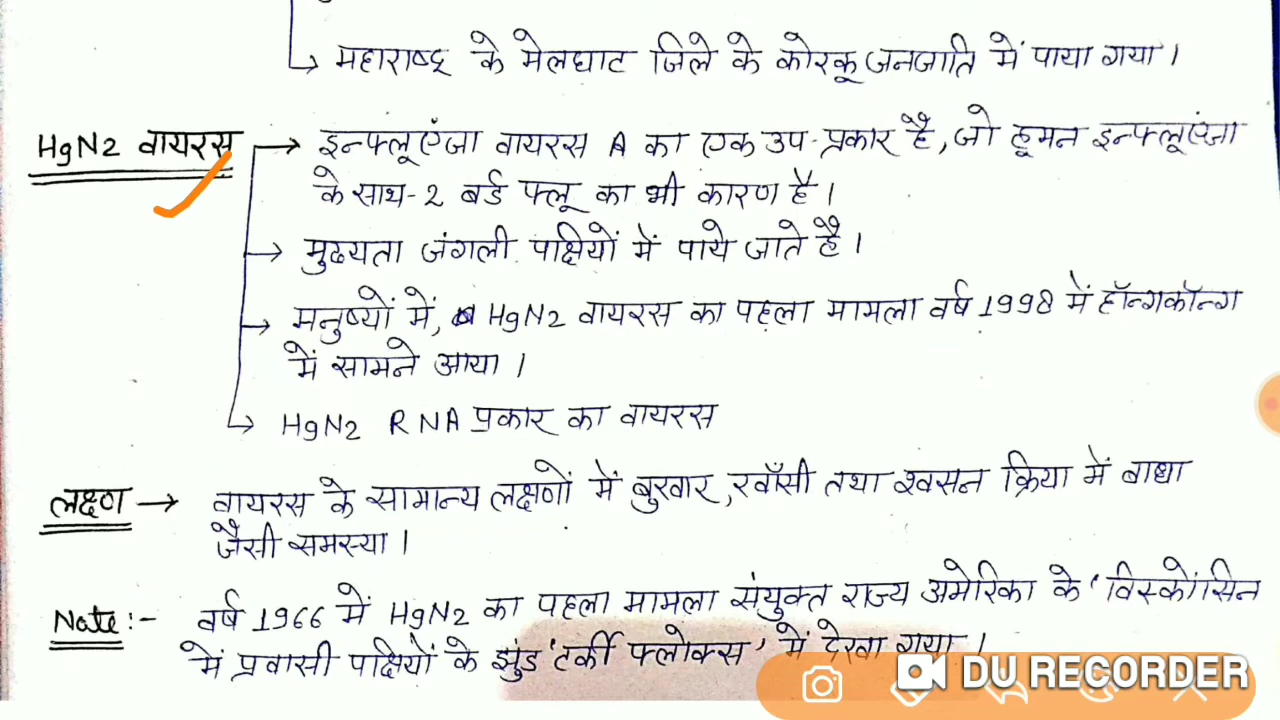 महाराष्ट्र के मेलघाट जिले के कोरकू जनजाति में पाया गया।
H9N2 वायरस → इन्फ्लूएंजा वायरस A का एक उप-प्रकार है, जो हूमन इन्फ्लूएंजा
के साथ-2 बर्ड फ्लू का भी कारण है।
→ मुख्यता जंगली पक्षियों में पाये जाते है।
→ मनुष्यों में, H9N2 वायरस का पहला मामला वर्ष 1998 में हॉन्गकॉन्ग
में सामने आया।
→ H9N2 RNA प्रकार का वायरस
लक्षण → वायरस के सामान्य लक्षणों में बुखार, खाँसी तथा श्वसन क्रिया में बाधा
जैसी समस्या।
Note:- वर्ष 1966 में H9N2 का पहला मामला संयुक्त राज्य अमेरिका के 'विस्कोंसिन
में प्रवासी पक्षियों के झुंड 'टर्की फ्लोक्स' में देखा गया।
DU RECORDER